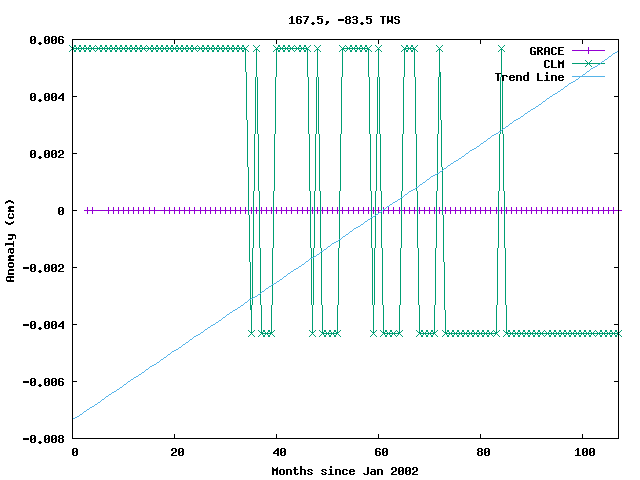 167.5, -83.5 TWS
GRACE
CLM
Trend Line
0.006
0.004
0.002
0
-0.002
-0.004
-0.006
-0.008
Anomaly (cm)
0 20 40 60 80 100
Months since Jan 2002